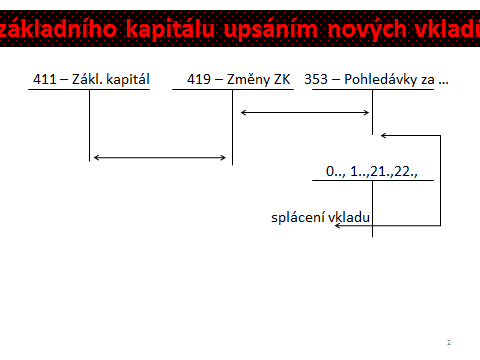 základního kapitálu upsáním nových vkladů
411 – Zákl. kapitál 419 – Změny ZK 353 – Pohledávky za ...
0.., 1..,21.,22.,
splácení vkladu
2